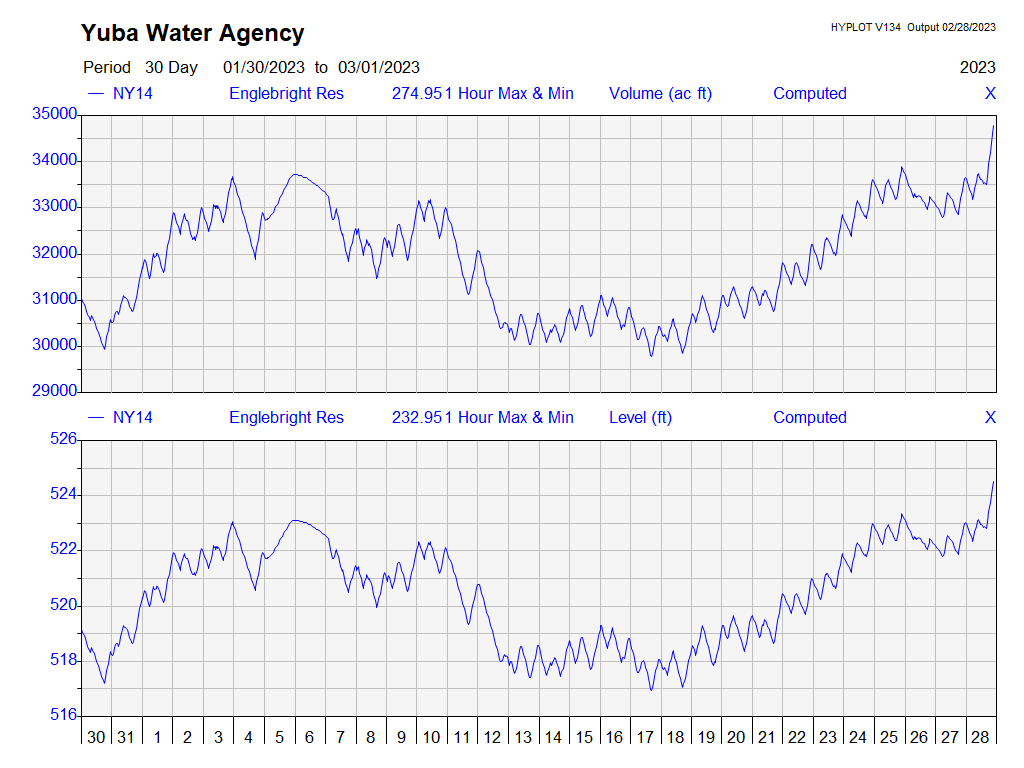 Yuba Water Agency
HYPLOT V134 Output 02/28/2023
Period 30 Day 01/30/2023 to 03/01/2023
2023
NY14 Englebright Res 274.951 Hour Max & Min Volume (ac ft) Computed X
35000
34000
33000
32000
31000
30000
29000
NY14 Englebright Res 232.951 Hour Max & Min Level (ft) Computed X
526
524
522
520
518
516
30 31 1 2 3 4 5 6 7 8 9 10 11 12 13 14 15 16 17 18 19 20 21 22 23 24 25 26 27 28